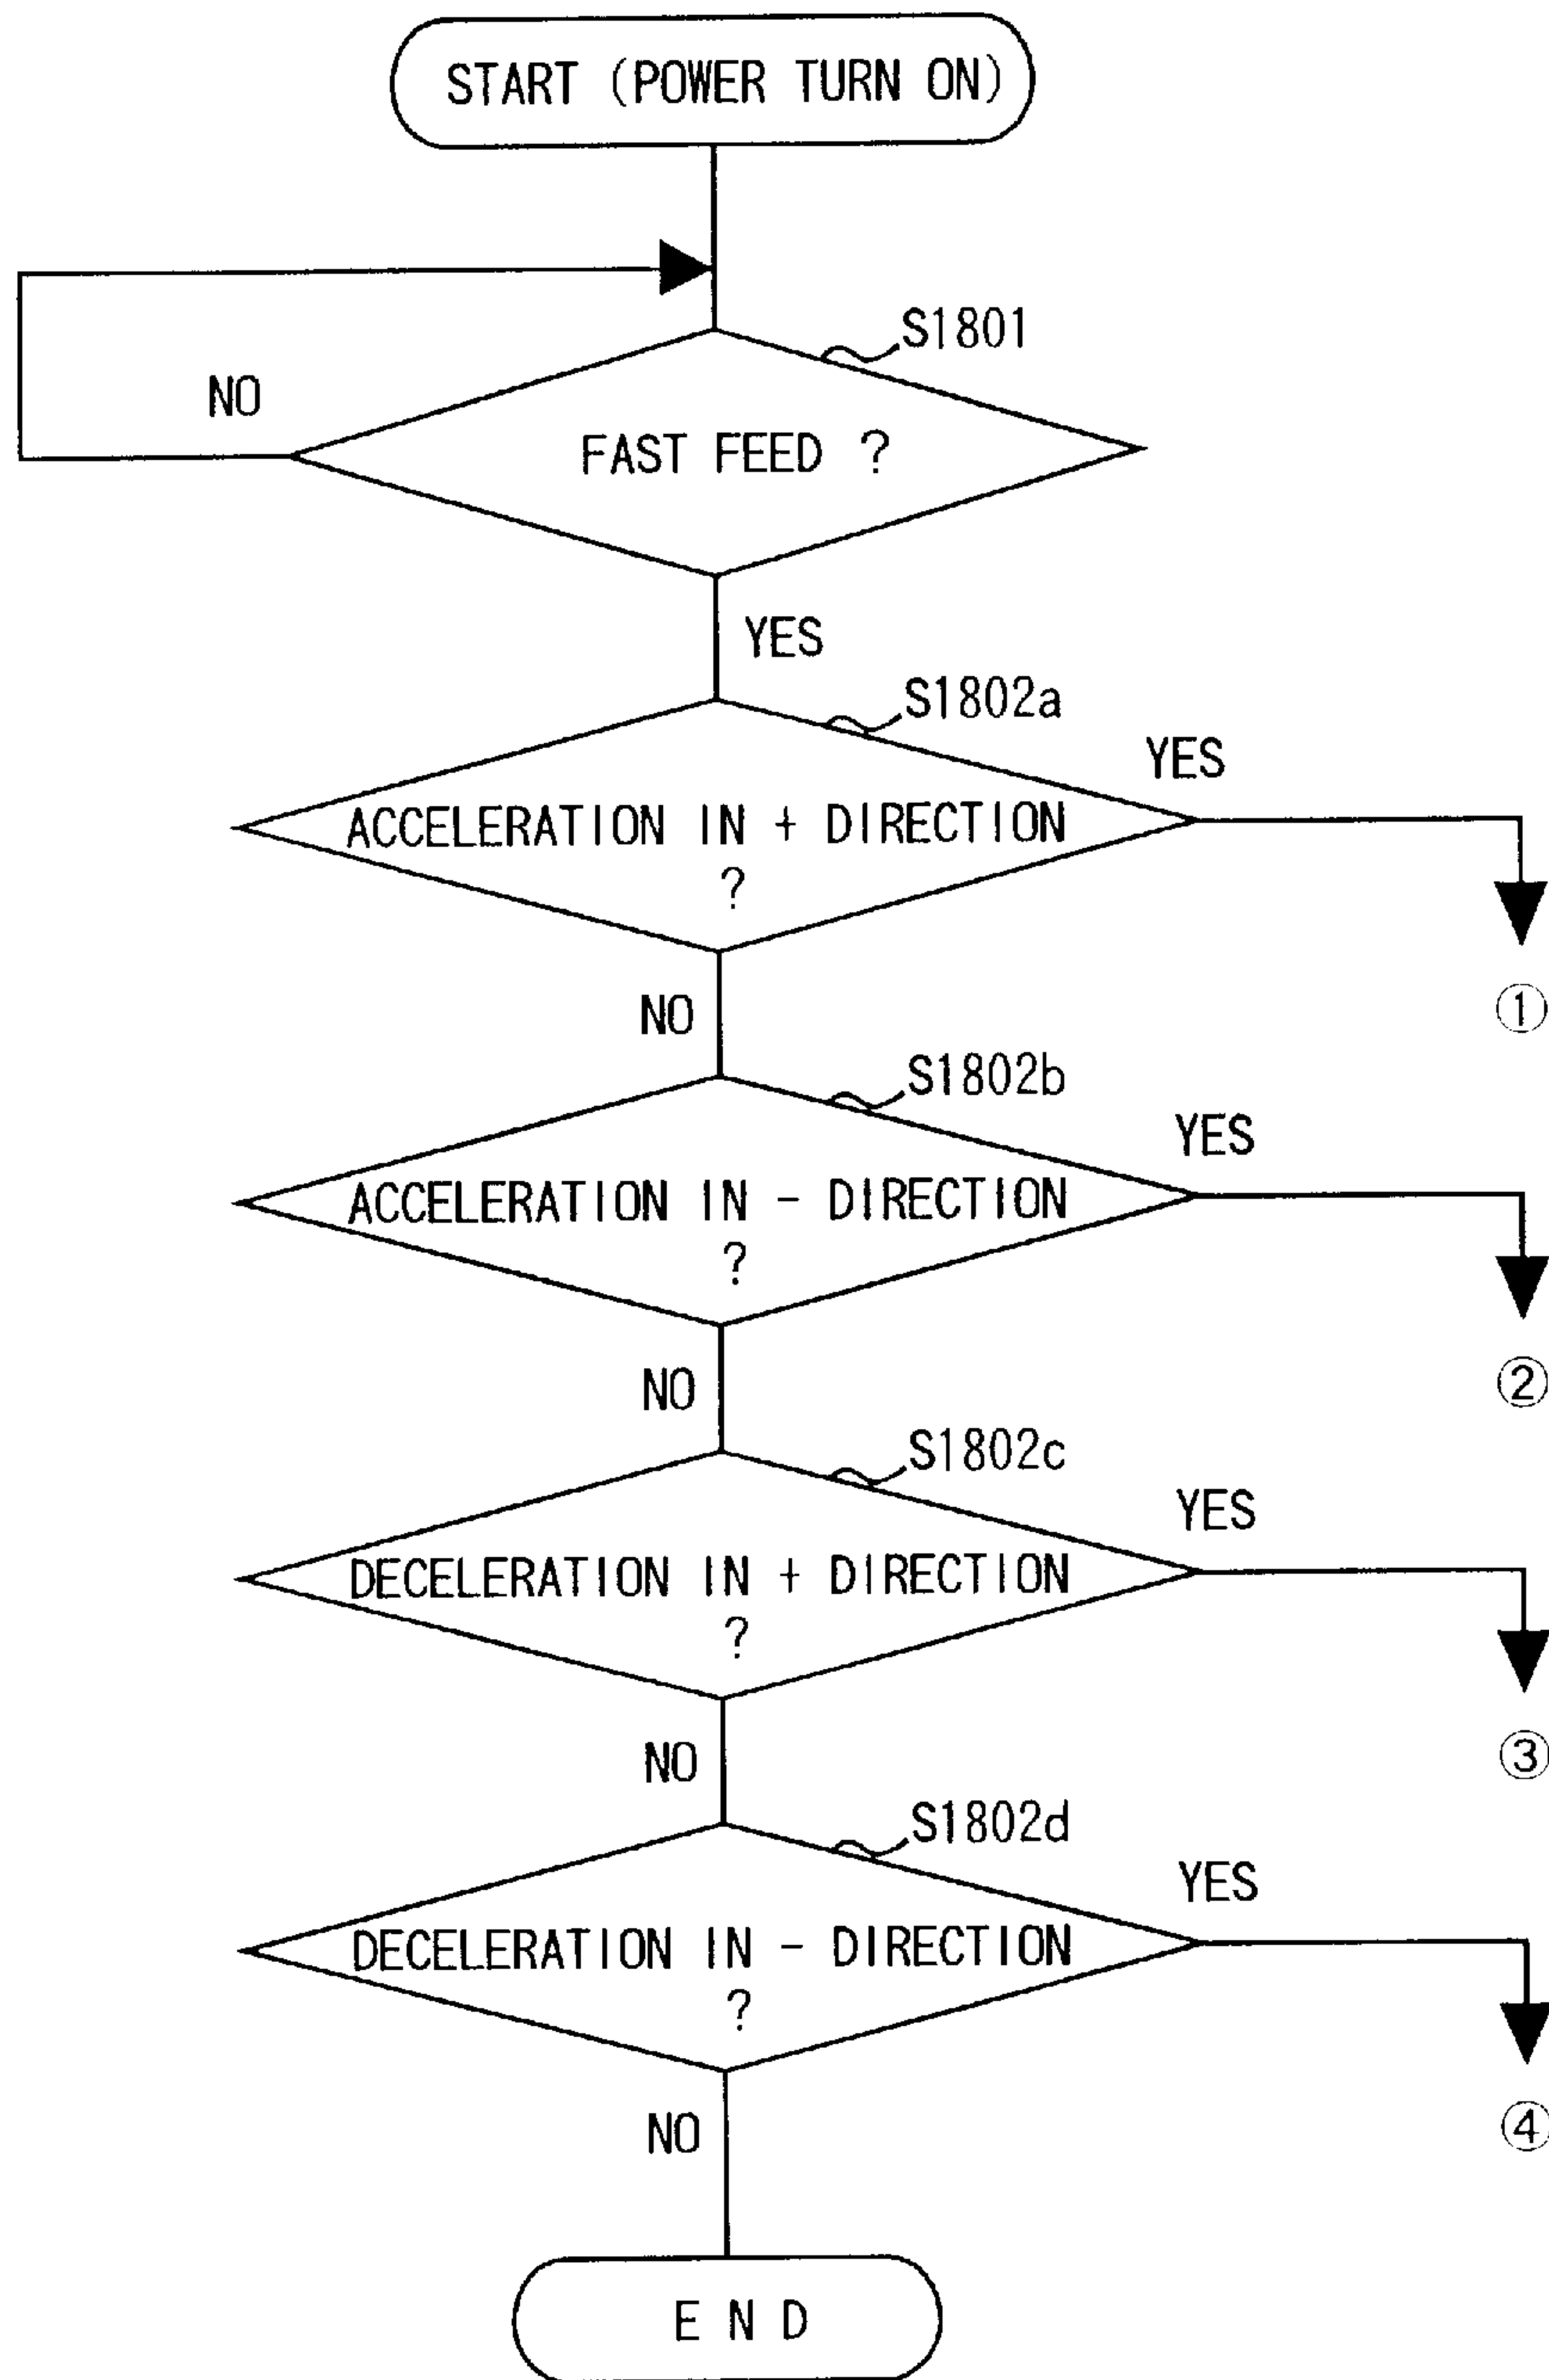 START (POWER TURN ON)
S1801
NO
FAST FEED ?
YES
S1802a
YES
ACCELERATION IN + DIRECTION
?
①
NO
S1802b
YES
ACCELERATION IN - DIRECTION
?
②
NO
S1802c
YES
DECELERATION IN + DIRECTION
?
③
NO
S1802d
YES
DECELERATION IN - DIRECTION
?
④
NO
END